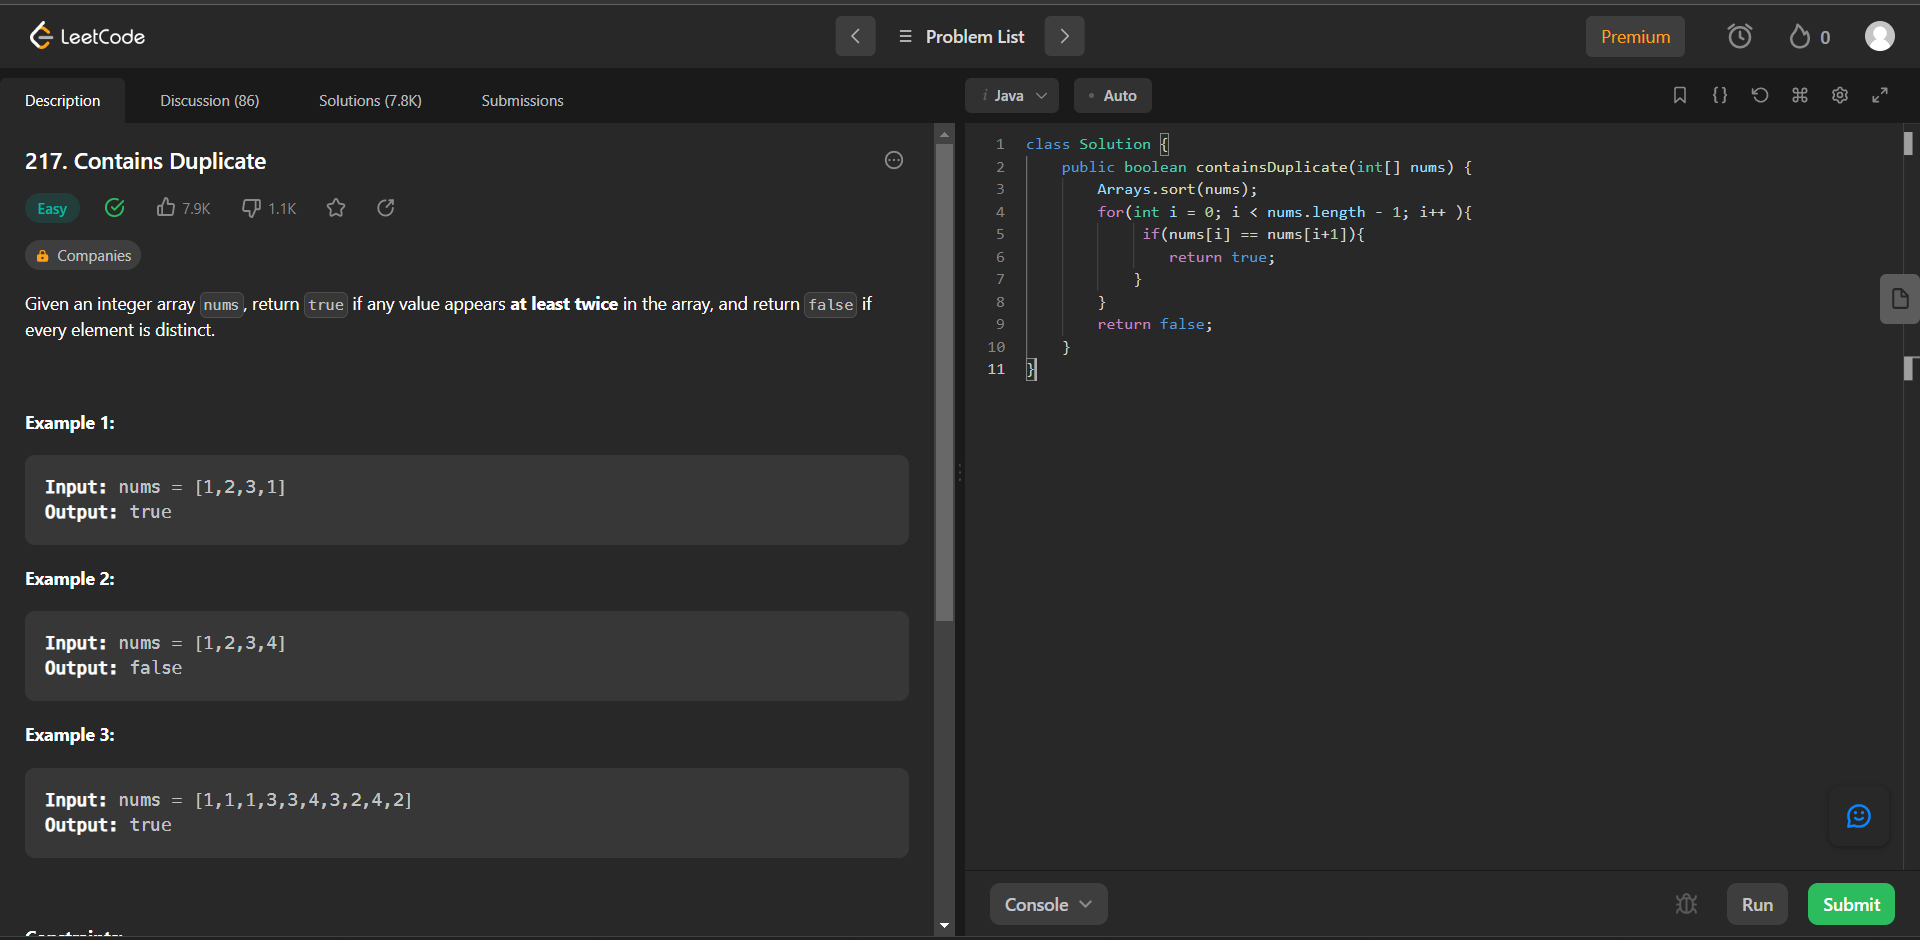 LeetCode
Problem List
Premium
0
Description
Discussion (86)
Solutions (7.8K)
Submissions
217. Contains Duplicate
Easy
7.9K
1.1K
Companies
Given an integer array nums, return true if any value appears at least twice in the array, and return false if
every element is distinct.
Example 1:
Input: nums = [1,2,3,1]
Output: true
Example 2:
Input: nums = [1,2,3,4]
Output: false
Example 3:
Input: nums = [1,1,1,3,3,4,3,2,4,2]
Output: true
Constraints:
i Java
Auto
1 class Solution {
2 public boolean containsDuplicate(int[] nums) {
3 Arrays.sort(nums);
4 for(int i = 0; i < nums.length - 1; i++ ){
5 if(nums[i] == nums[i+1]){
6 return true;
7 }
8 }
9 return false;
10 }
11 }
Console
Run
Submit